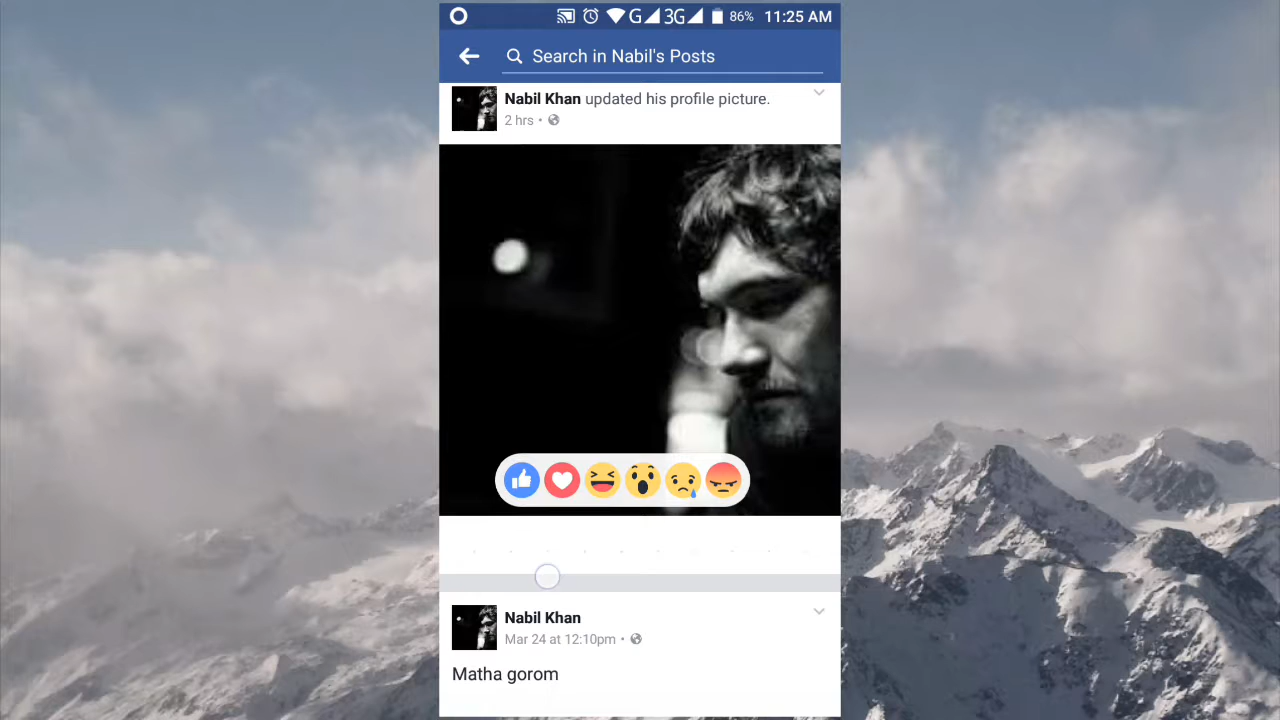 G 3G 86% 11:25 AM
Search in Nabil's Posts
Nabil Khan updated his profile picture.
2 hrs •
Nabil Khan
Mar 24 at 12:10pm •
Matha gorom